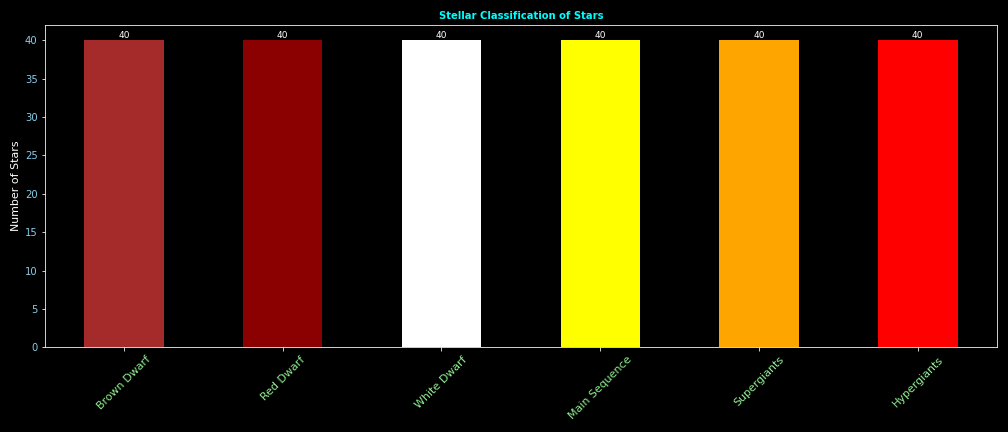 Stellar Classification of Stars
40 40 40 40 40 40
Number of Stars
40
35
30
25
20
15
10
5
0
Brown Dwarf
Red Dwarf
White Dwarf
Main Sequence
Supergiants
Hypergiants